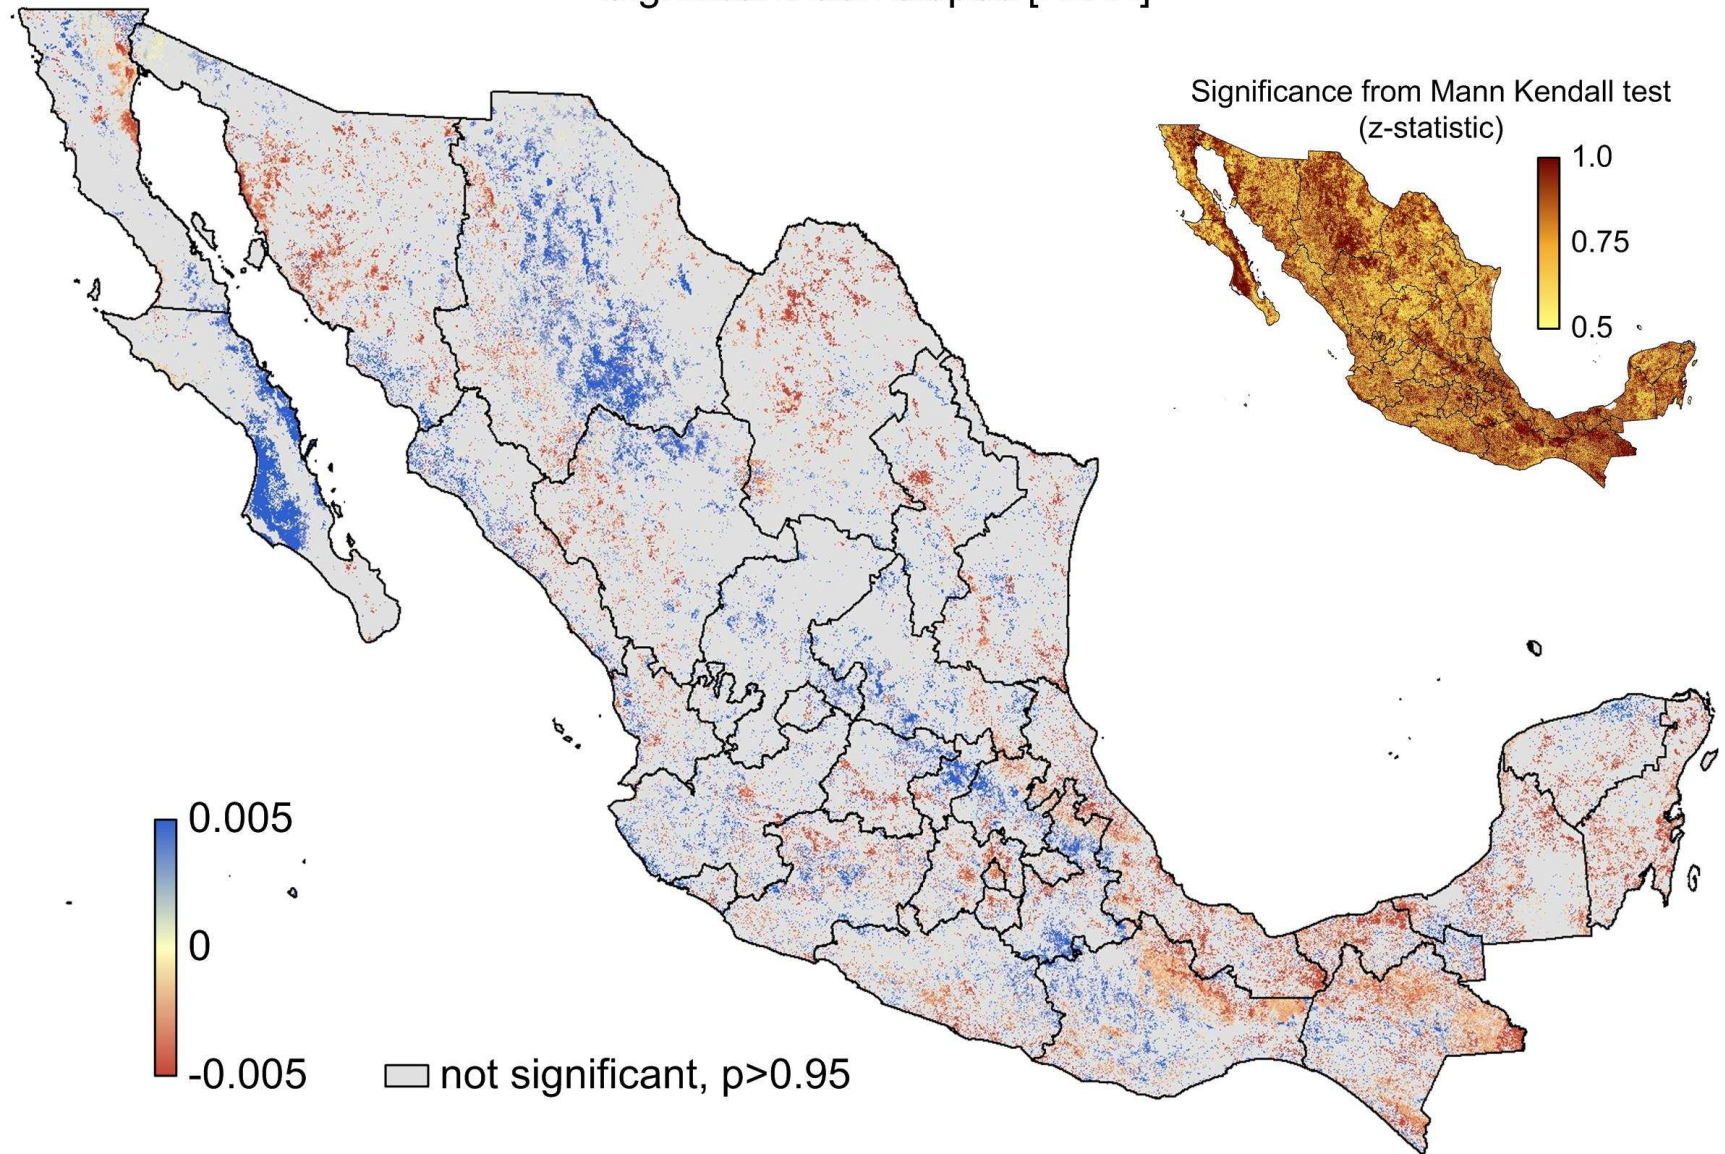 Significance from Mann Kendall test
(z-statistic)
1.0
0.75
0.5
0.005
0
-0.005
not significant, p>0.95